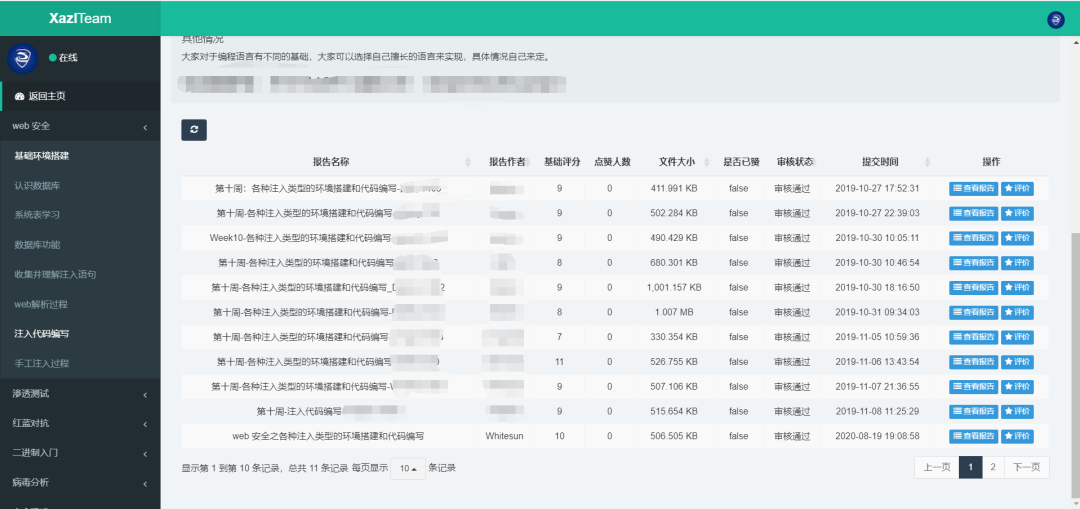 XazlTeam
在线
返回主页
web 安全
基础环境搭建
认识数据库
系统表学习
数据库功能
收集并理解注入语句
web解析过程
注入代码编写
手工注入过程
渗透测试
红蓝对抗
二进制入门
病毒分析
其他情况
大家对于编程语言有不同的基础，大家可以选择自己擅长的语言来实现，具体情况自己来定。
报告名称 报告作者 基础评分 点赞人数 文件大小 是否已赞 审核状态 提交时间 操作
第十周：各种注入类型的环境搭建和代码编写- 9 0 411.991 KB false 审核通过 2019-10-27 17:52:31 查看报告 评价
第十周-各种注入类型的环境搭建和代码编写 9 0 502.284 KB false 审核通过 2019-10-27 22:39:03 查看报告 评价
Week10-各种注入类型的环境搭建和代码编写 9 0 490.429 KB false 审核通过 2019-10-30 10:05:11 查看报告 评价
第十周-各种注入类型的环境搭建和代码编写 8 0 680.301 KB false 审核通过 2019-10-30 10:46:54 查看报告 评价
第十周-各种注入类型的环境搭建和代码编写_ 2 9 0 1,001.157 KB false 审核通过 2019-10-30 18:16:50 查看报告 评价
第十周-各种注入类型的环境搭建和代码编写- 8 0 1.007 MB false 审核通过 2019-10-31 09:34:03 查看报告 评价
第十周-各种注入类型的环境搭建和代码编写 7 0 330.354 KB false 审核通过 2019-11-05 10:59:36 查看报告 评价
第十周-各种注入类型的环境搭建和代码编写 11 0 526.755 KB false 审核通过 2019-11-06 13:43:54 查看报告 评价
第十周-各种注入类型的环境搭建和代码编写- 9 0 507.106 KB false 审核通过 2019-11-07 21:36:55 查看报告 评价
第十周-注入代码编写 9 0 515.654 KB false 审核通过 2019-11-08 11:25:29 查看报告 评价
web 安全之各种注入类型的环境搭建和代码编写 Whitesun 10 0 506.505 KB false 审核通过 2020-08-19 19:08:58 查看报告 评价
显示第 1 到第 10 条记录，总共 11 条记录 每页显示 10 条记录 上一页 1 2 下一页